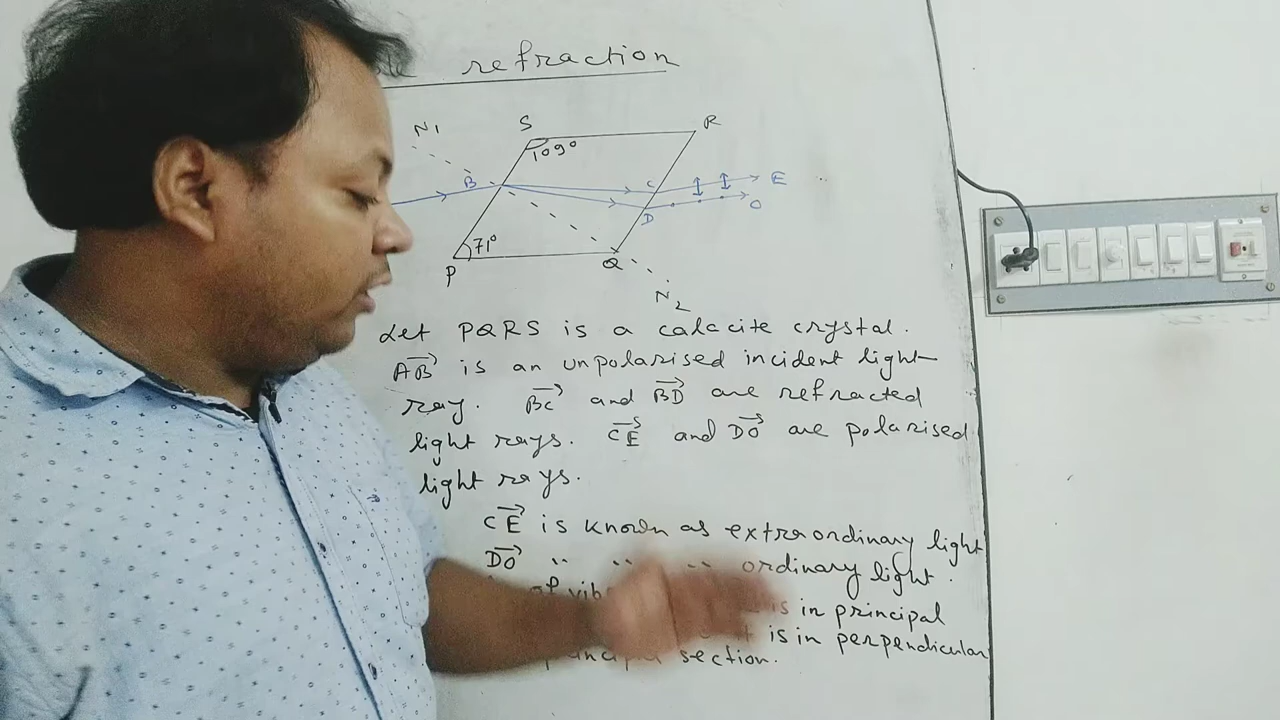 refraction
N1
S
R
109°
B
C
E
D
O
71°
P
Q
N2
Let PQRS is a calacite crystal.
AB is an unpolarised incident light
ray. BC and BD are refracted
light rays. CE and DO are polarised
light rays.
CE is known as extraordinary light
DO " " " ordinary light.
of is in principal
is in perpendicular
section.